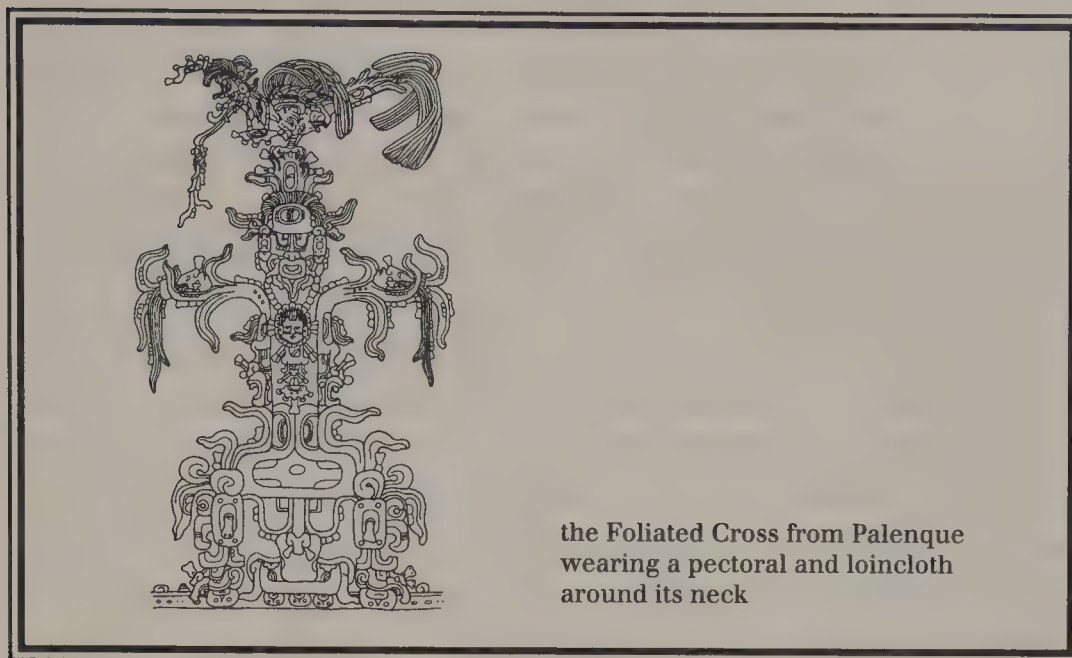 the Foliated Cross from Palenque
wearing a pectoral and loincloth
around its neck